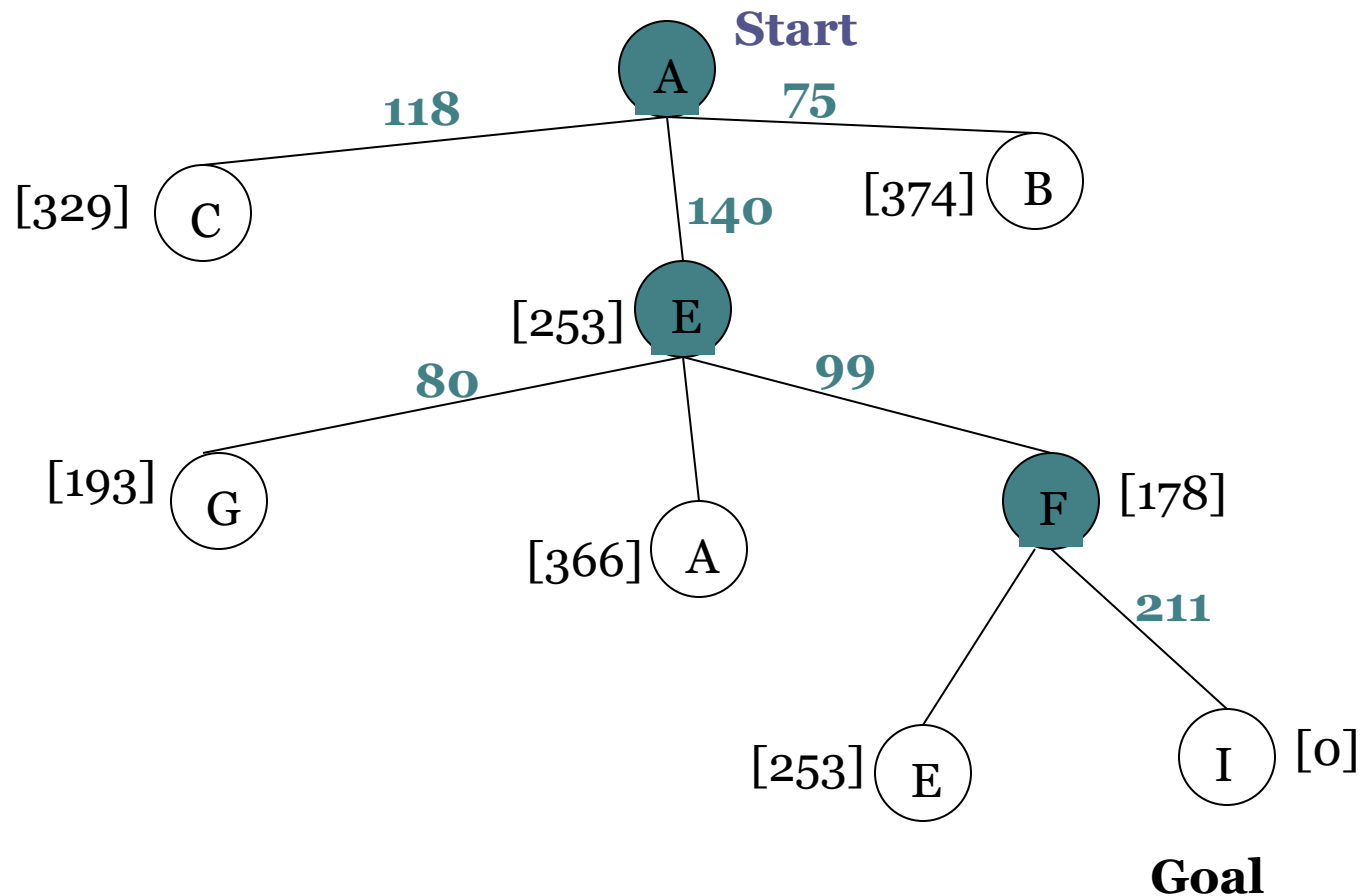 Start
A
118
75
[329]
C
140
[374]
B
[253]
E
80
99
[193]
G
[366]
A
F
[178]
211
[253]
E
I
[0]
Goal